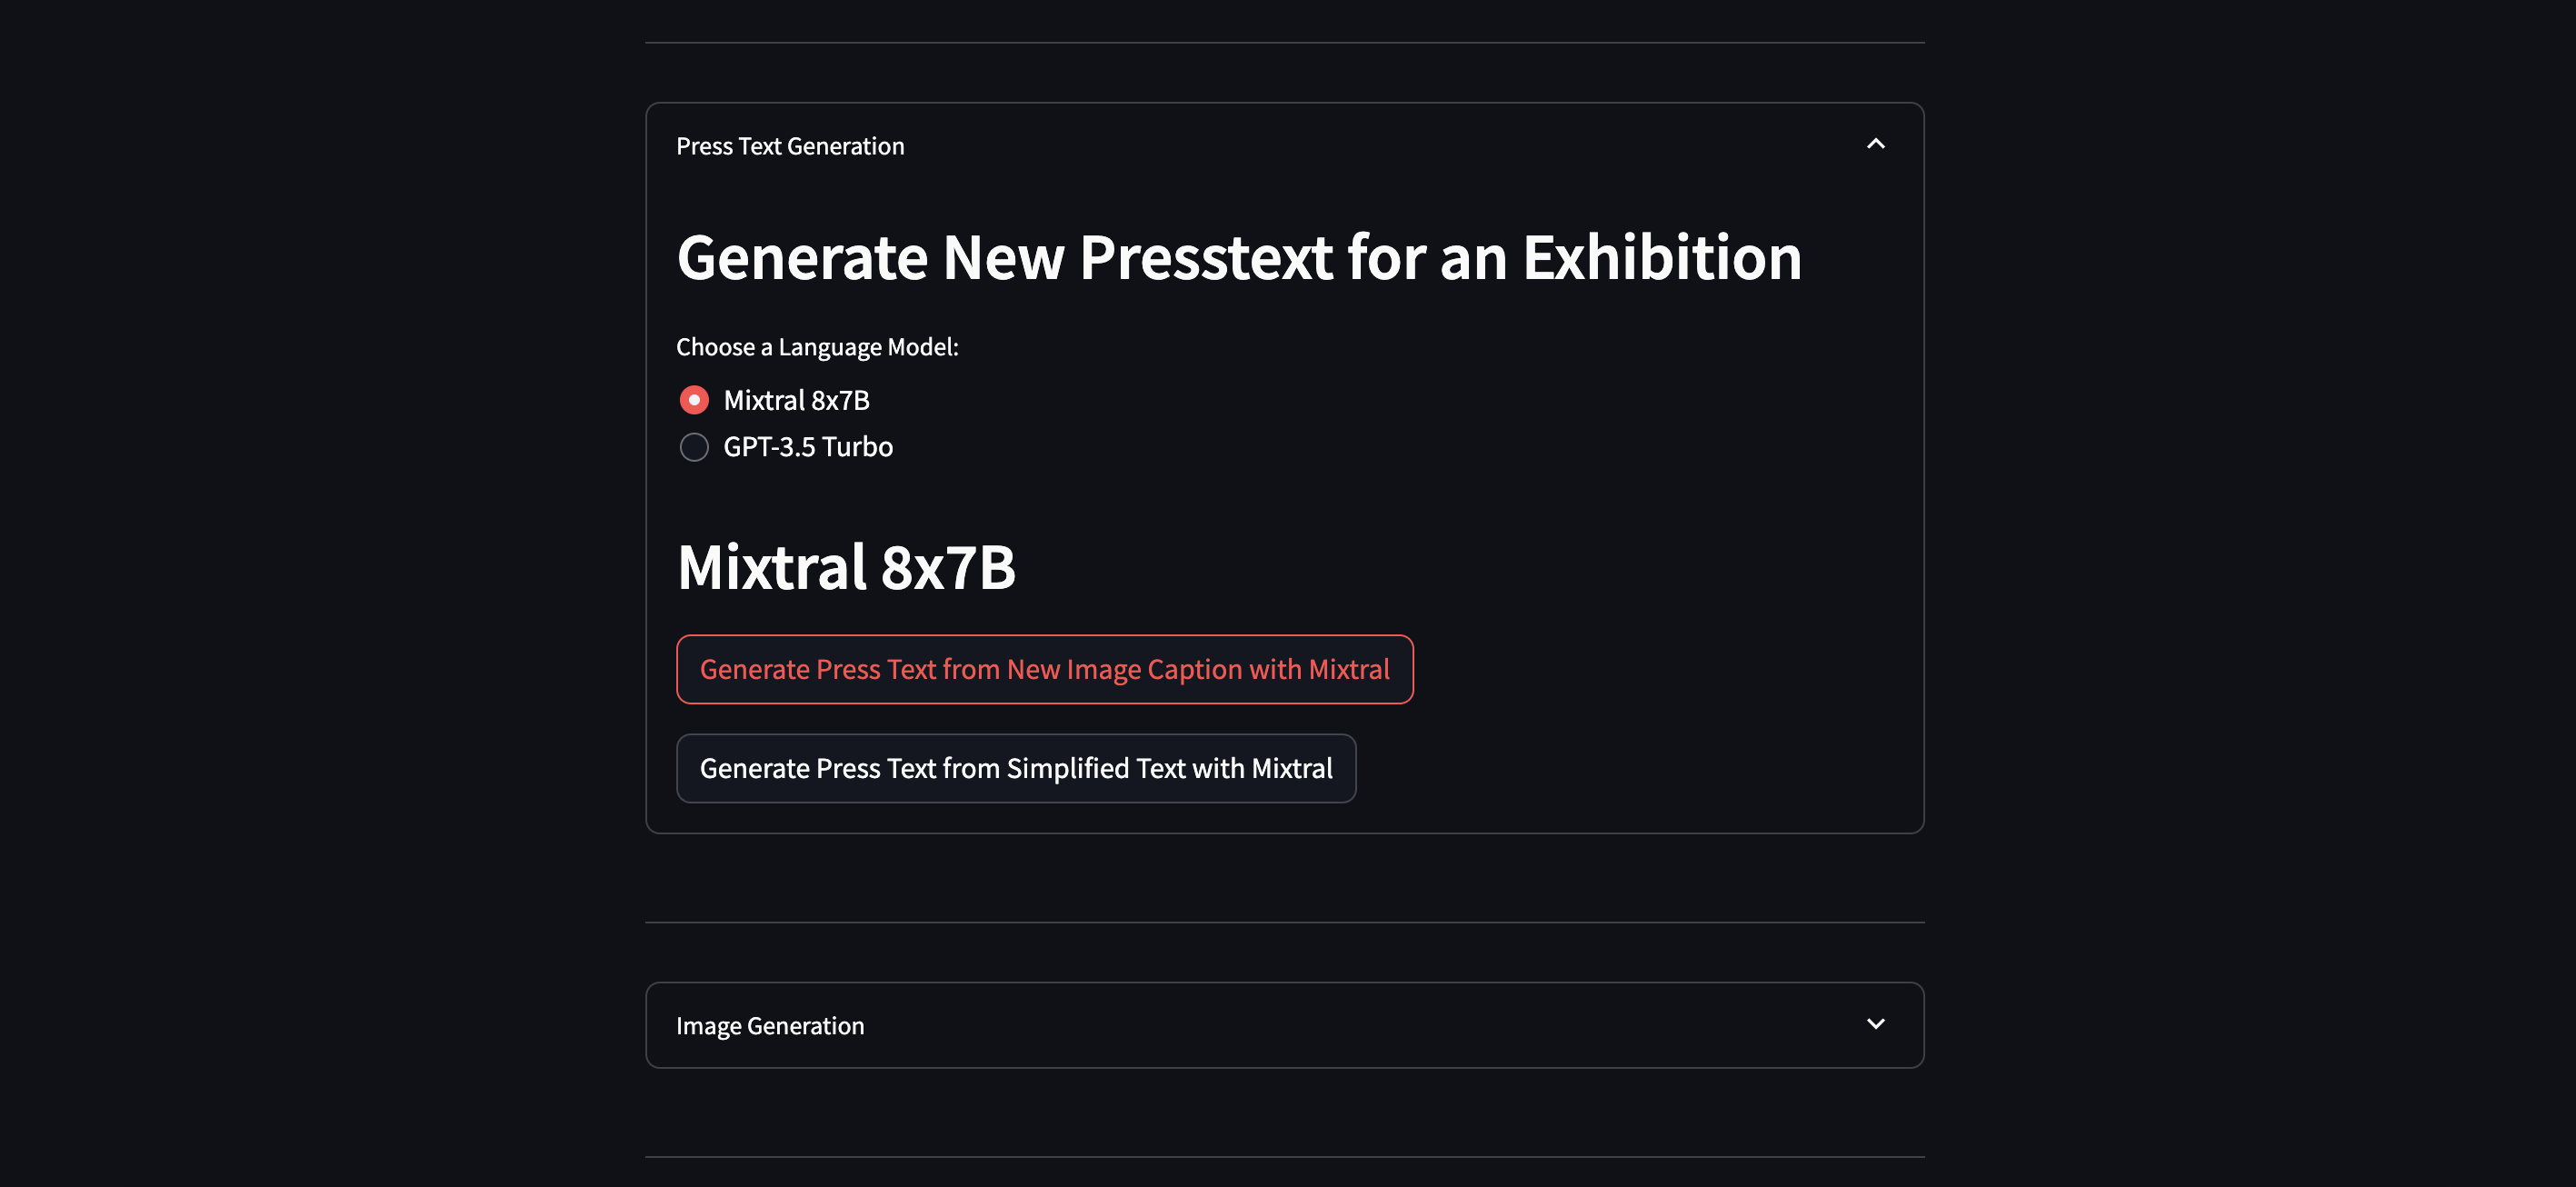 Press Text Generation
Generate New Presstext for an Exhibition
Choose a Language Model:
Mixtral 8x7B
GPT-3.5 Turbo
Mixtral 8x7B
Generate Press Text from New Image Caption with Mixtral
Generate Press Text from Simplified Text with Mixtral
Image Generation